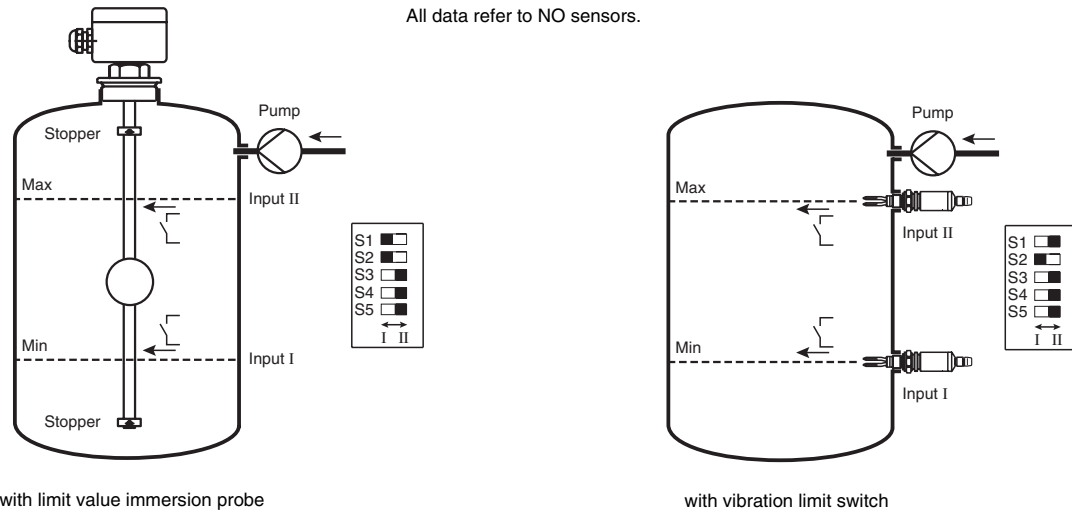 All data refer to NO sensors.
Pump
Stopper
Max
Input II
S1
S2
S3
S4
S5
I II
Min
Input I
Stopper
with limit value immersion probe
Pump
Max
Input II
S1
S2
S3
S4
S5
I II
Min
Input I
with vibration limit switch